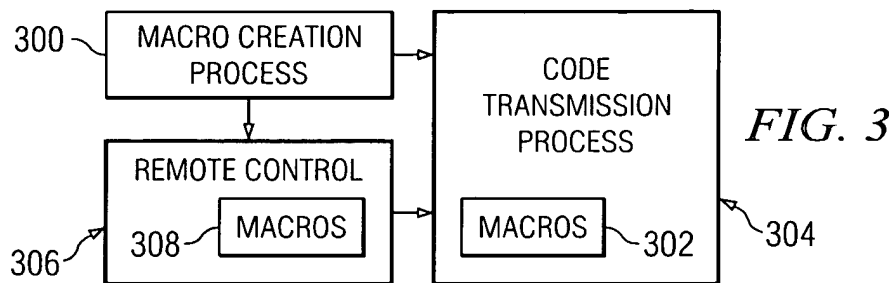 300
MACRO CREATION
PROCESS
CODE
TRANSMISSION
PROCESS
FIG. 3
REMOTE CONTROL
306
308
MACROS
MACROS
302
304